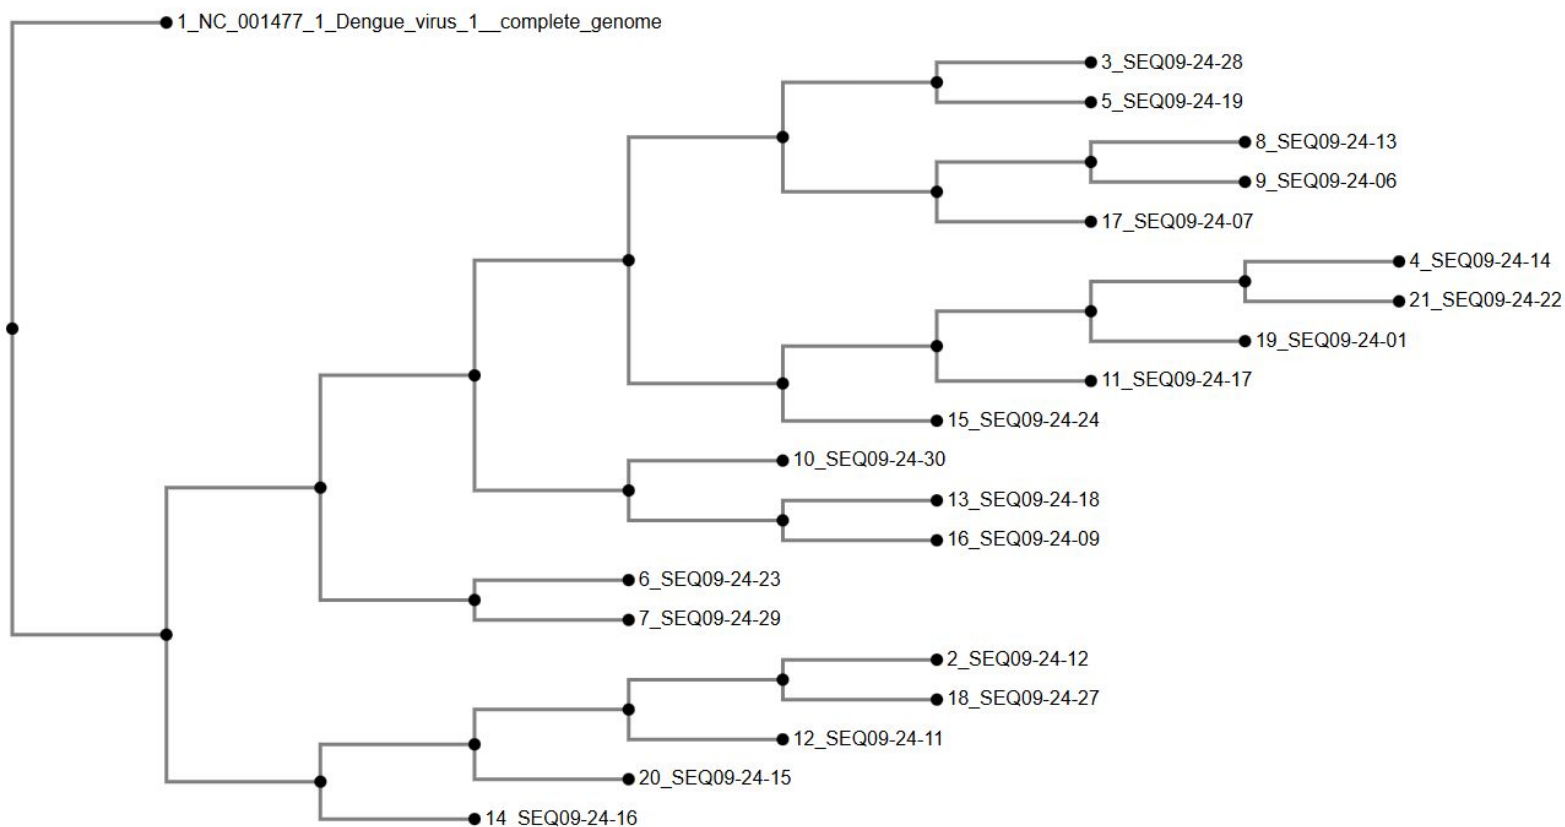 1_NC_001477_1_Dengue_virus_1__complete_genome
3_SEQ09-24-28
5_SEQ09-24-19
8_SEQ09-24-13
9_SEQ09-24-06
17_SEQ09-24-07
4_SEQ09-24-14
21_SEQ09-24-22
19_SEQ09-24-01
11_SEQ09-24-17
15_SEQ09-24-24
10_SEQ09-24-30
13_SEQ09-24-18
16_SEQ09-24-09
6_SEQ09-24-23
7_SEQ09-24-29
2_SEQ09-24-12
18_SEQ09-24-27
12_SEQ09-24-11
20_SEQ09-24-15
14_SEQ09-24-16